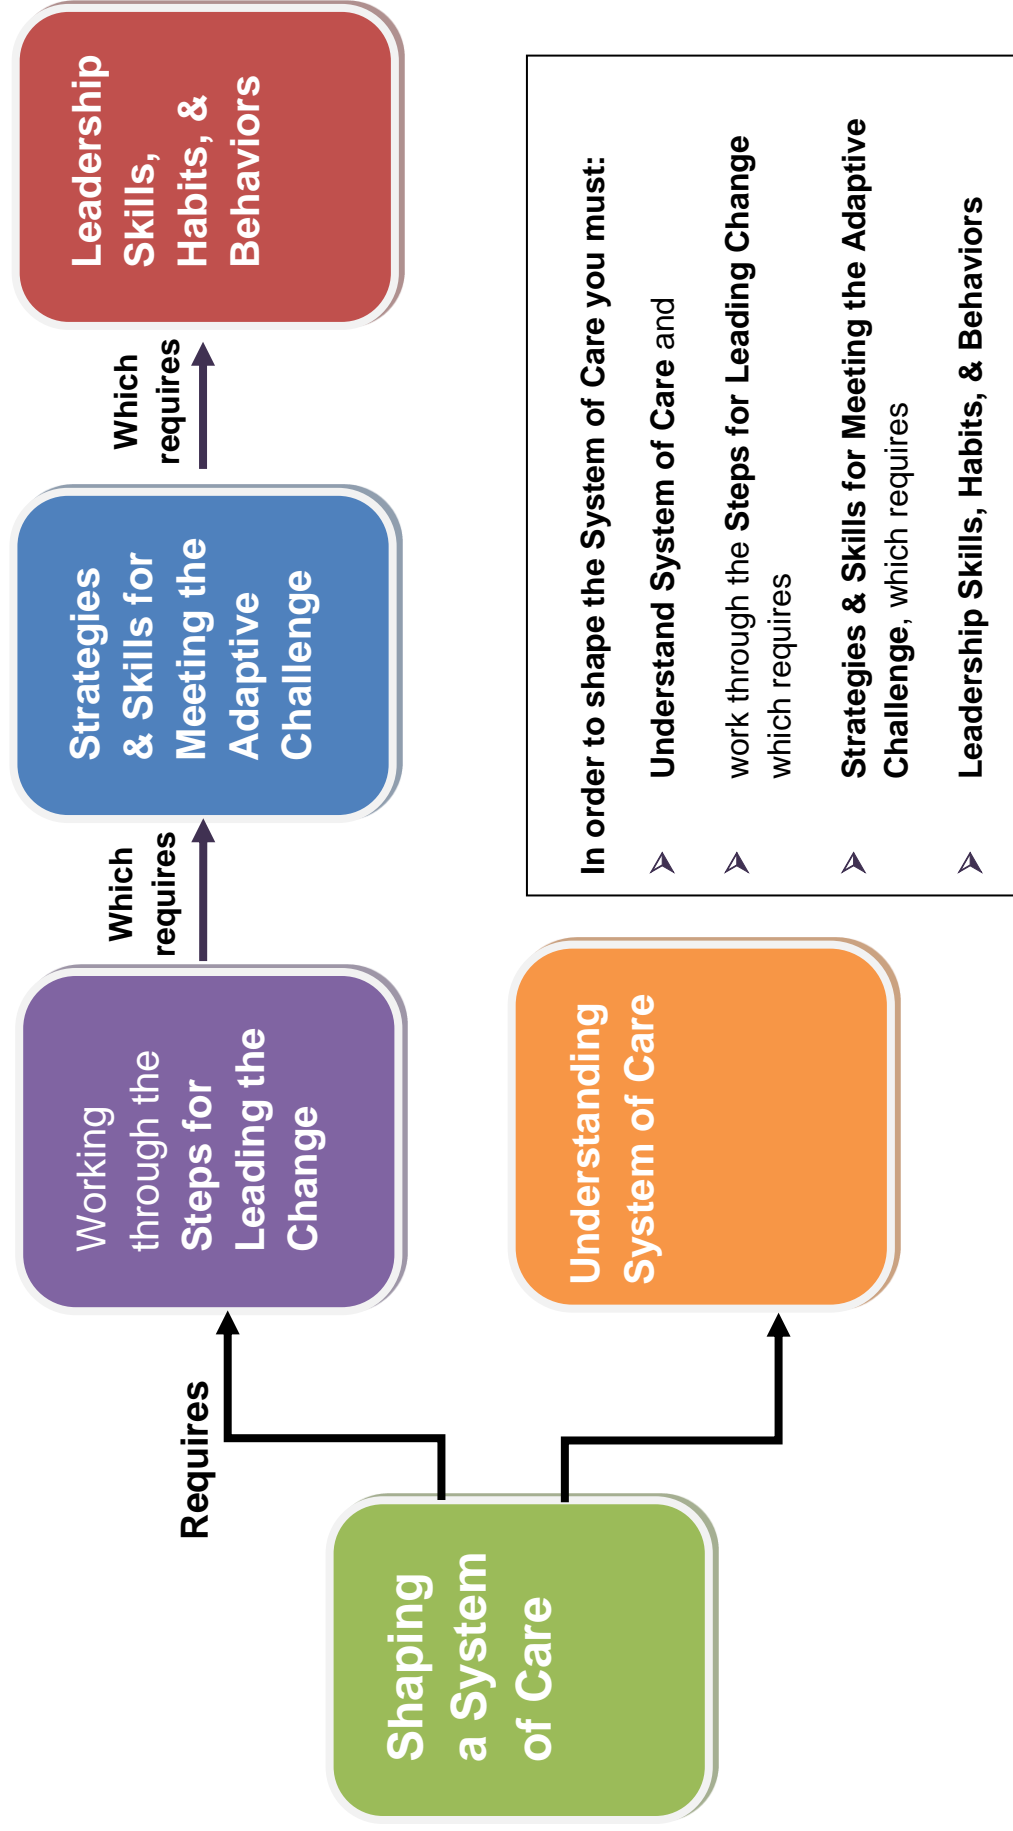 Shaping
a System
of Care
Requires
Working
through the
Steps for
Leading the
Change
Which
requires
Strategies
& Skills for
Meeting the
Adaptive
Challenge
Which
requires
Leadership
Skills,
Habits, &
Behaviors
Understanding
System of Care
In order to shape the System of Care you must:
Understand System of Care and
work through the Steps for Leading Change
which requires
Strategies & Skills for Meeting the Adaptive
Challenge, which requires
Leadership Skills, Habits, & Behaviors